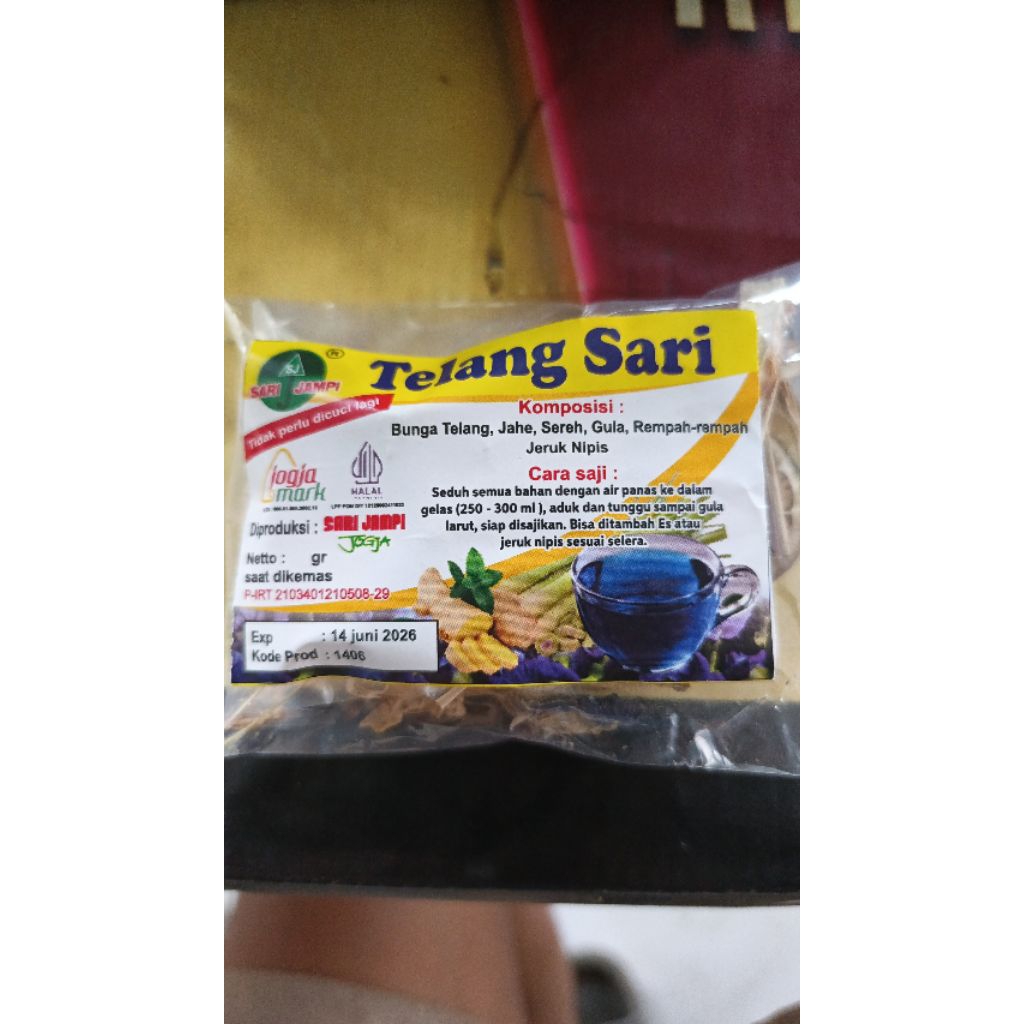 SJ
SARI JAMPI
Telang Sari
Tidak perlu dicuci lagi
Komposisi :
Bunga Telang, Jahe, Sereh, Gula, Rempah-rempah
Jeruk Nipis
jogja
mark
HALAL
Cara saji :
Seduh semua bahan dengan air panas ke dalam
gelas (250 - 300 ml ), aduk dan tunggu sampai gula
larut, siap disajikan. Bisa ditambah Es atau
jeruk nipis sesuai selera.
Diproduksi : SARI JAMPI
JOGJA
Netto : gr
saat dikemas
P-IRT 2103401210508-29
Exp : 14 juni 2026
Kode Prod : 1406